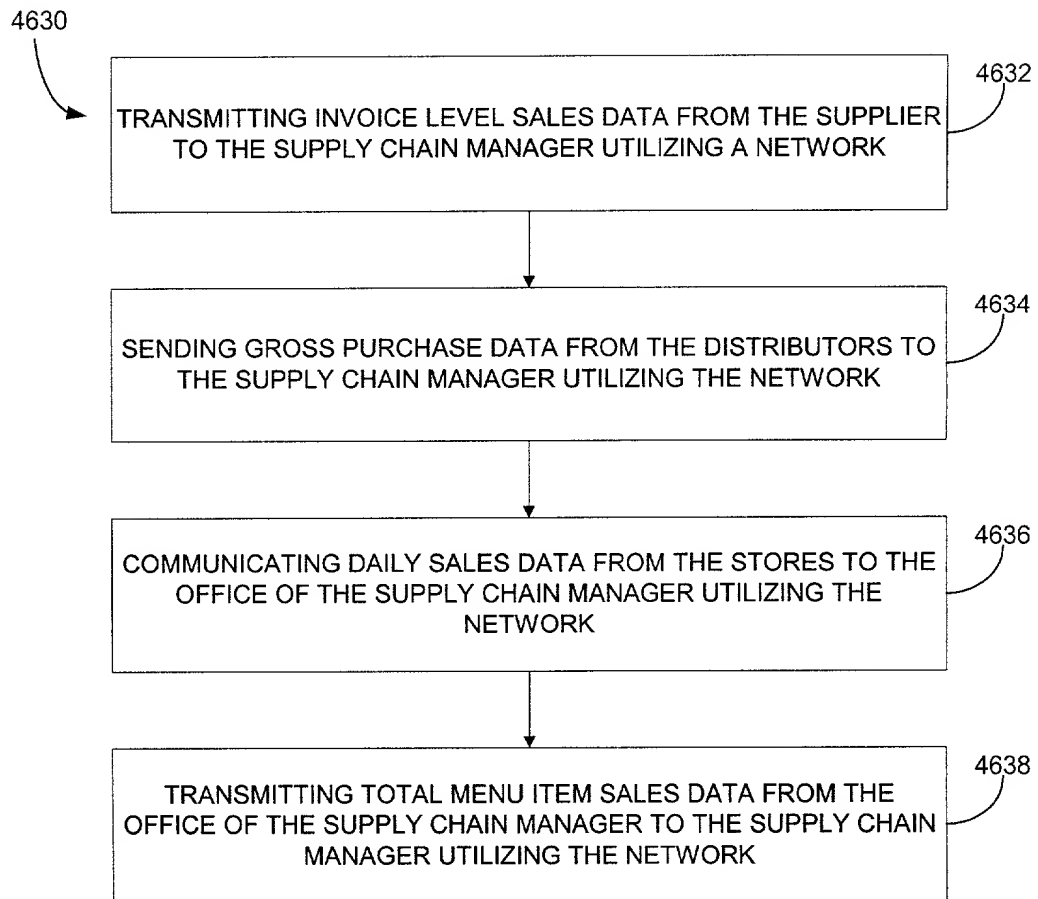 4630
4632
TRANSMITTING INVOICE LEVEL SALES DATA FROM THE SUPPLIER
TO THE SUPPLY CHAIN MANAGER UTILIZING A NETWORK
4634
SENDING GROSS PURCHASE DATA FROM THE DISTRIBUTORS TO
THE SUPPLY CHAIN MANAGER UTILIZING THE NETWORK
4636
COMMUNICATING DAILY SALES DATA FROM THE STORES TO THE
OFFICE OF THE SUPPLY CHAIN MANAGER UTILIZING THE
NETWORK
4638
TRANSMITTING TOTAL MENU ITEM SALES DATA FROM THE
OFFICE OF THE SUPPLY CHAIN MANAGER TO THE SUPPLY CHAIN
MANAGER UTILIZING THE NETWORK